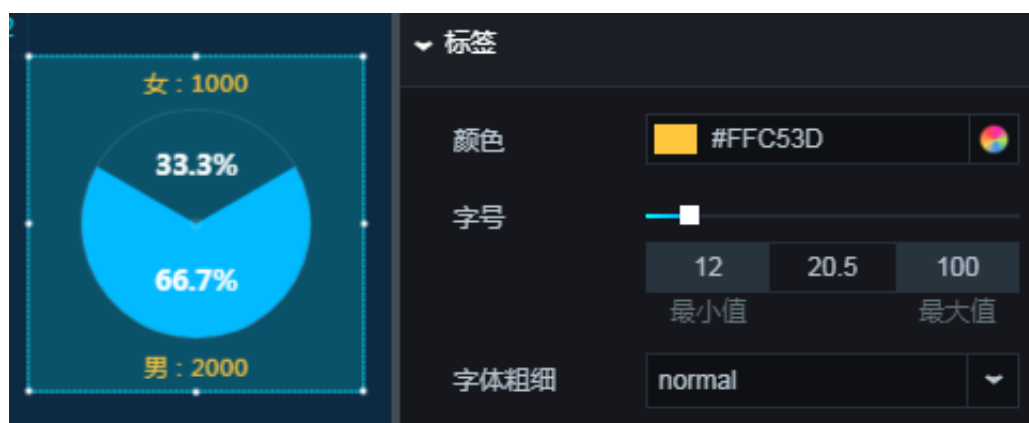 女 : 1000
33.3%
66.7%
男 : 2000
标签
颜色
#FFC53D
字号
12
20.5
100
最小值
最大值
字体粗细
normal